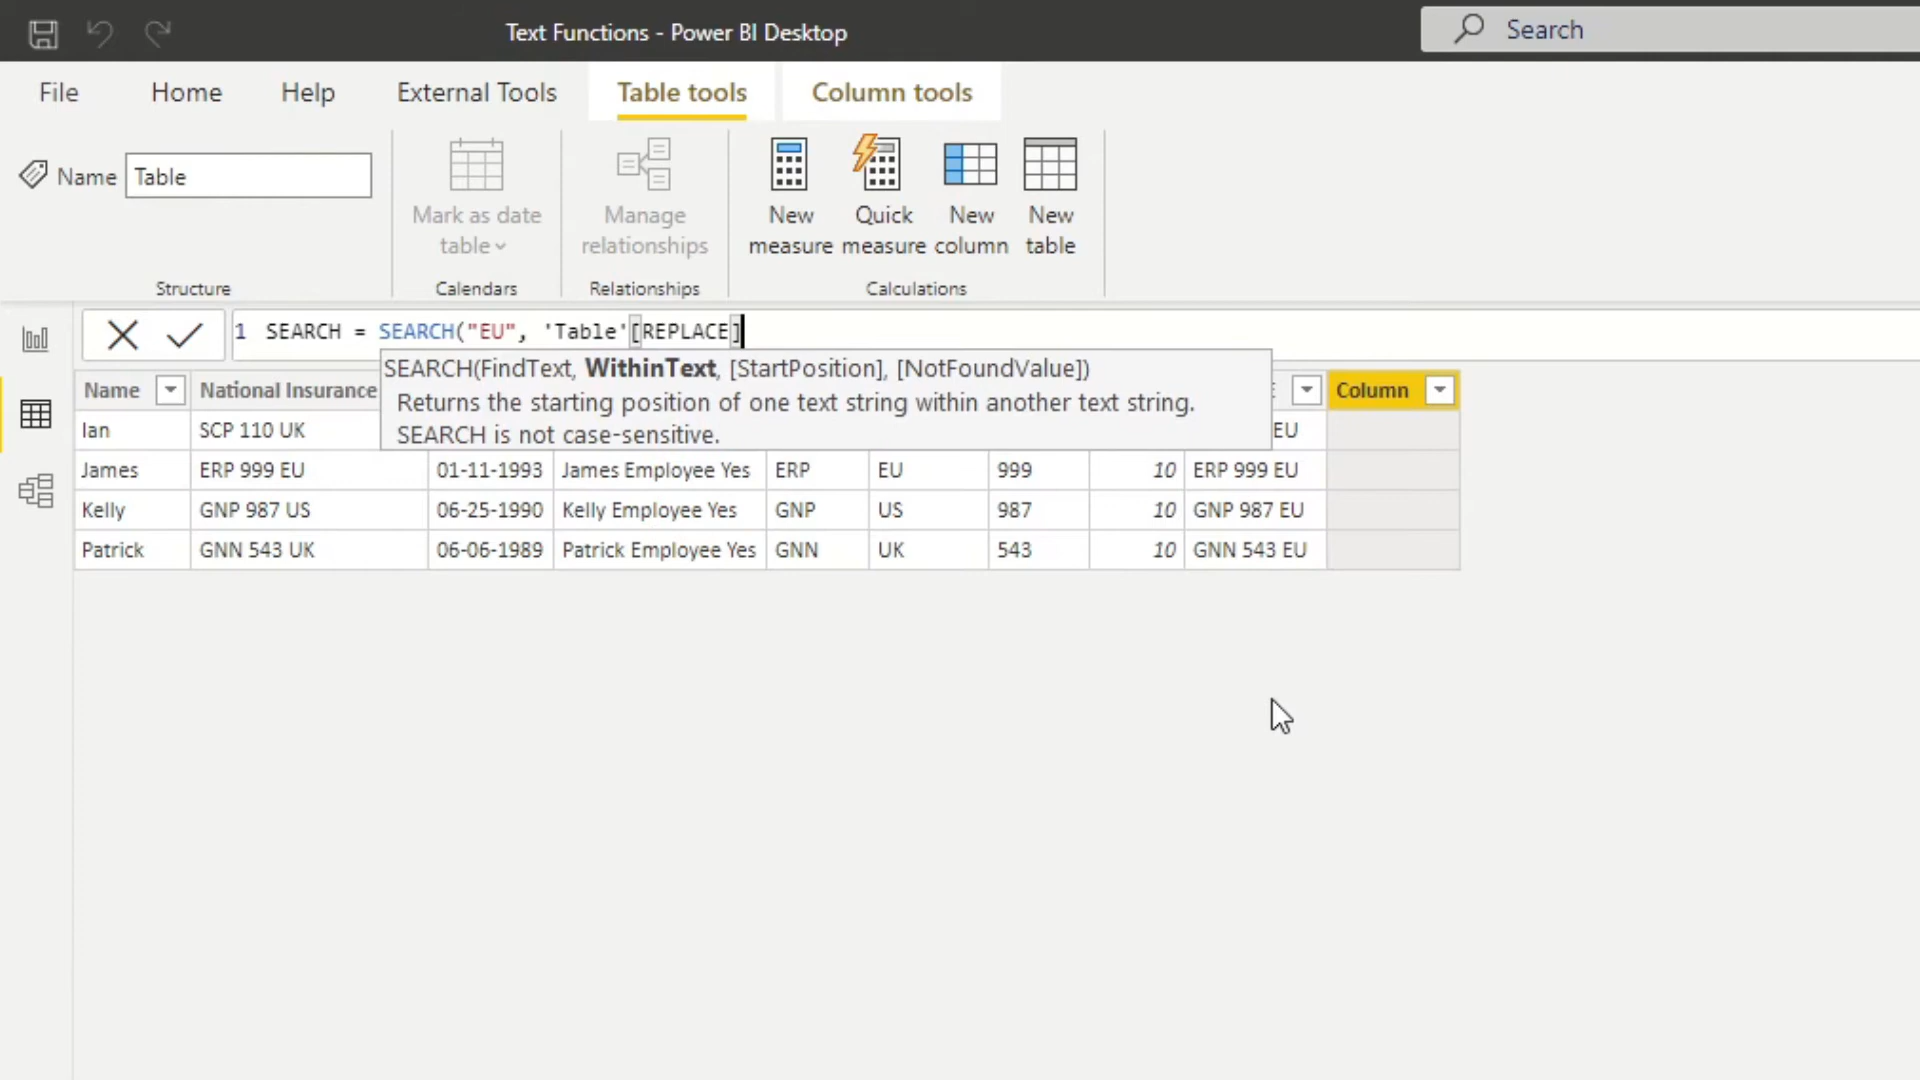 Text Functions - Power BI Desktop
Search
File Home Help External Tools Table tools Column tools
Name Table
Mark as date table
Manage relationships
New measure
Quick measure
New column
New table
Structure Calendars Relationships Calculations
1 SEARCH = SEARCH("EU", 'Table'[REPLACE]
SEARCH(FindText, WithinText, [StartPosition], [NotFoundValue])
Returns the starting position of one text string within another text string.
SEARCH is not case-sensitive.
Name National Insurance Column
Ian SCP 110 UK EU
James ERP 999 EU 01-11-1993 James Employee Yes ERP EU 999 10 ERP 999 EU
Kelly GNP 987 US 06-25-1990 Kelly Employee Yes GNP US 987 10 GNP 987 EU
Patrick GNN 543 UK 06-06-1989 Patrick Employee Yes GNN UK 543 10 GNN 543 EU